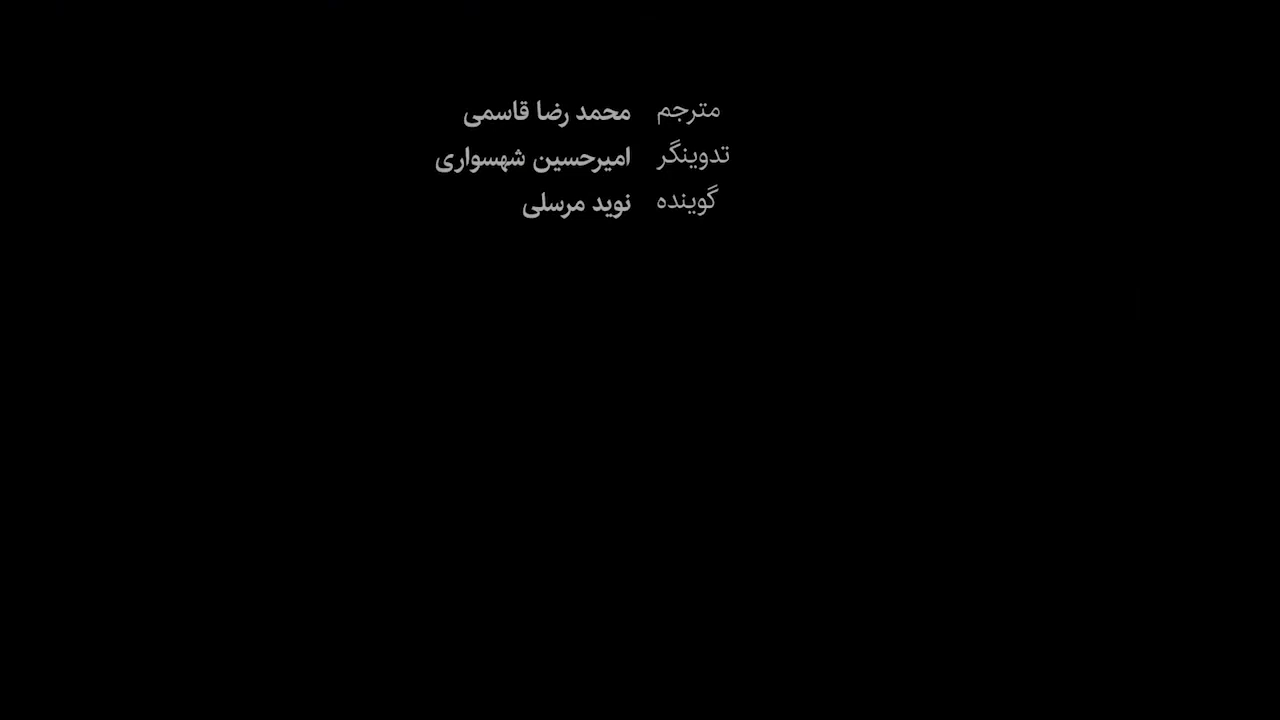 مترجم محمد رضا قاسمی
تدوینگر امیرحسین شهسواری
گوینده نوید مرسلی